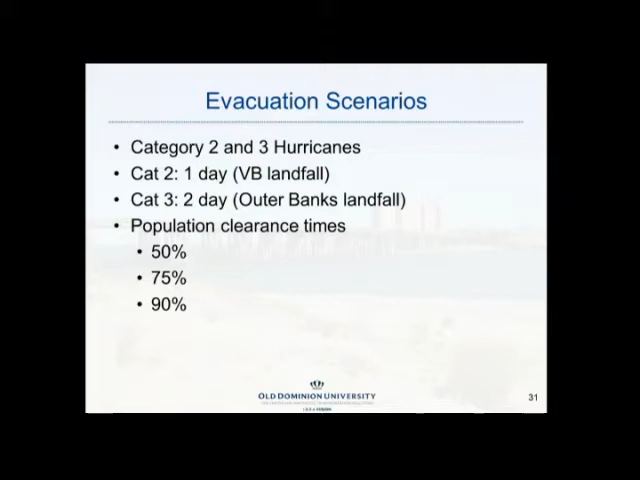 Evacuation Scenarios
• Category 2 and 3 Hurricanes
• Cat 2: 1 day (VB landfall)
• Cat 3: 2 day (Outer Banks landfall)
• Population clearance times
• 50%
• 75%
• 90%
OLD DOMINION UNIVERSITY
31